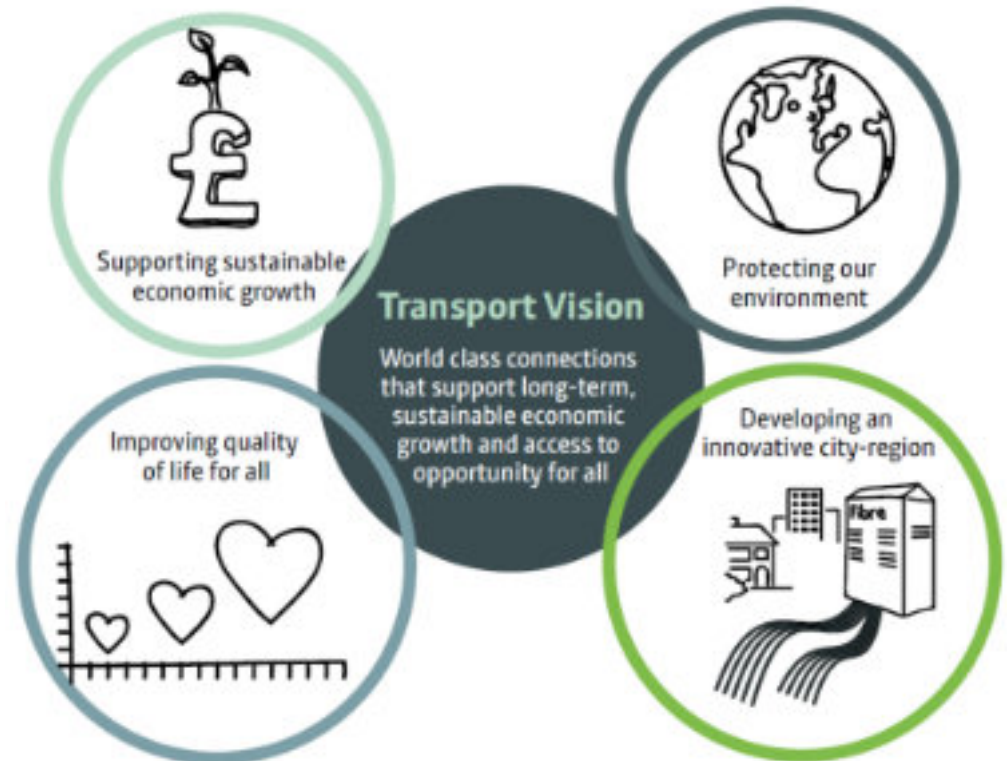 Supporting sustainable
economic growth
Protecting our
environment
Transport Vision
World class connections
that support long-term,
sustainable economic
growth and access to
opportunity for all
Improving quality
of life for all
Developing an
innovative city-region
Fibre